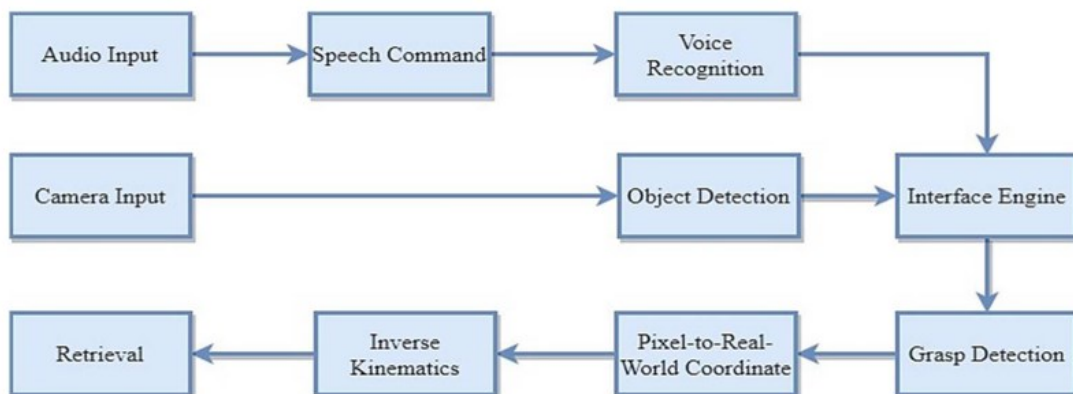 Audio Input
Speech Command
Voice
Recognition
Camera Input
Object Detection
Interface Engine
Retrieval
Inverse
Kinematics
Pixel-to-Real-
World Coordinate
Grasp Detection